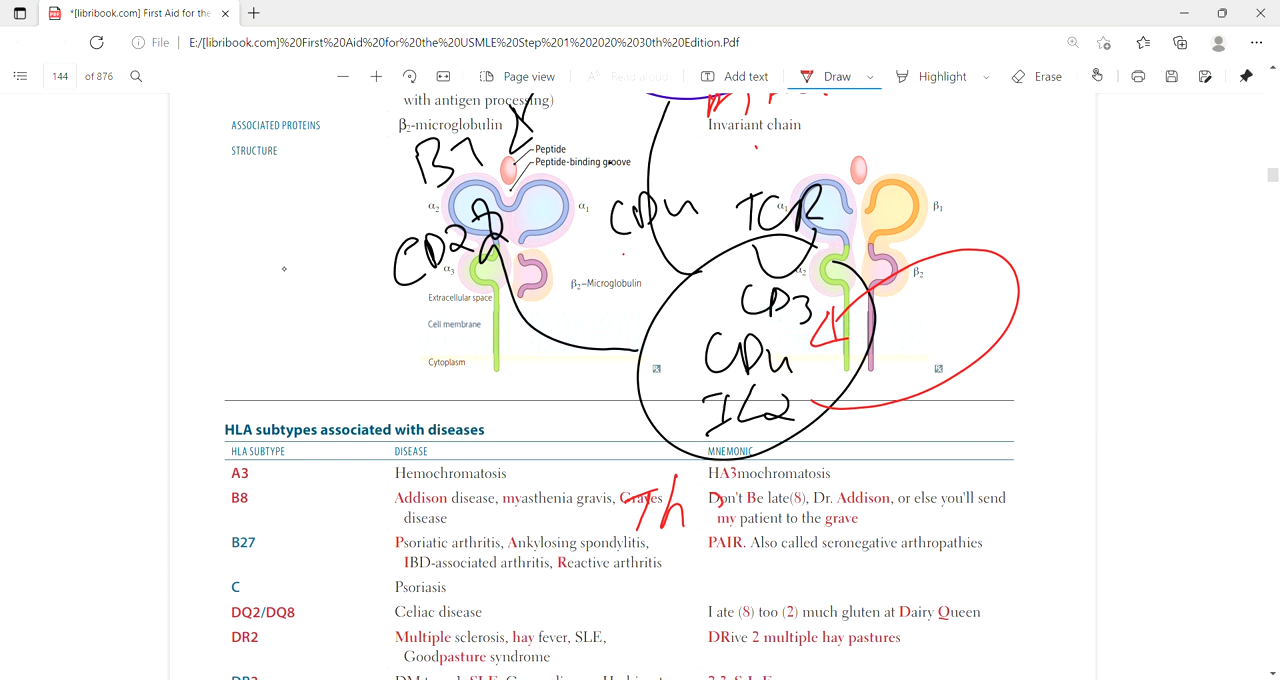 *[libribook.com] First Aid for the
File
E:/[libribook.com]%20First%20Aid%20for%20the%20USMLE%20Step%201%202020%2030th%20Edition.Pdf
144 of 876
Page view
Read aloud
Add text
Draw
Highlight
Erase
with antigen processing)
ASSOCIATED PROTEINS
β2-microglobulin
Invariant chain
STRUCTURE
Peptide
Peptide-binding groove
B7
α2
α1
α1
β1
CD4
TCR
CD28
α3
β2–Microglobulin
α2
β2
Extracellular space
CD3
Cell membrane
CD4
Cytoplasm
IL2
HLA subtypes associated with diseases
HLA SUBTYPE
DISEASE
MNEMONIC
A3
Hemochromatosis
HA3mochromatosis
B8
Addison disease, myasthenia gravis, Graves
disease
Th
Don't Be late(8), Dr. Addison, or else you'll send
my patient to the grave
B27
Psoriatic arthritis, Ankylosing spondylitis,
IBD-associated arthritis, Reactive arthritis
PAIR. Also called seronegative arthropathies
C
Psoriasis
DQ2/DQ8
Celiac disease
I ate (8) too (2) much gluten at Dairy Queen
DR2
Multiple sclerosis, hay fever, SLE,
Goodpasture syndrome
DRive 2 multiple hay pastures